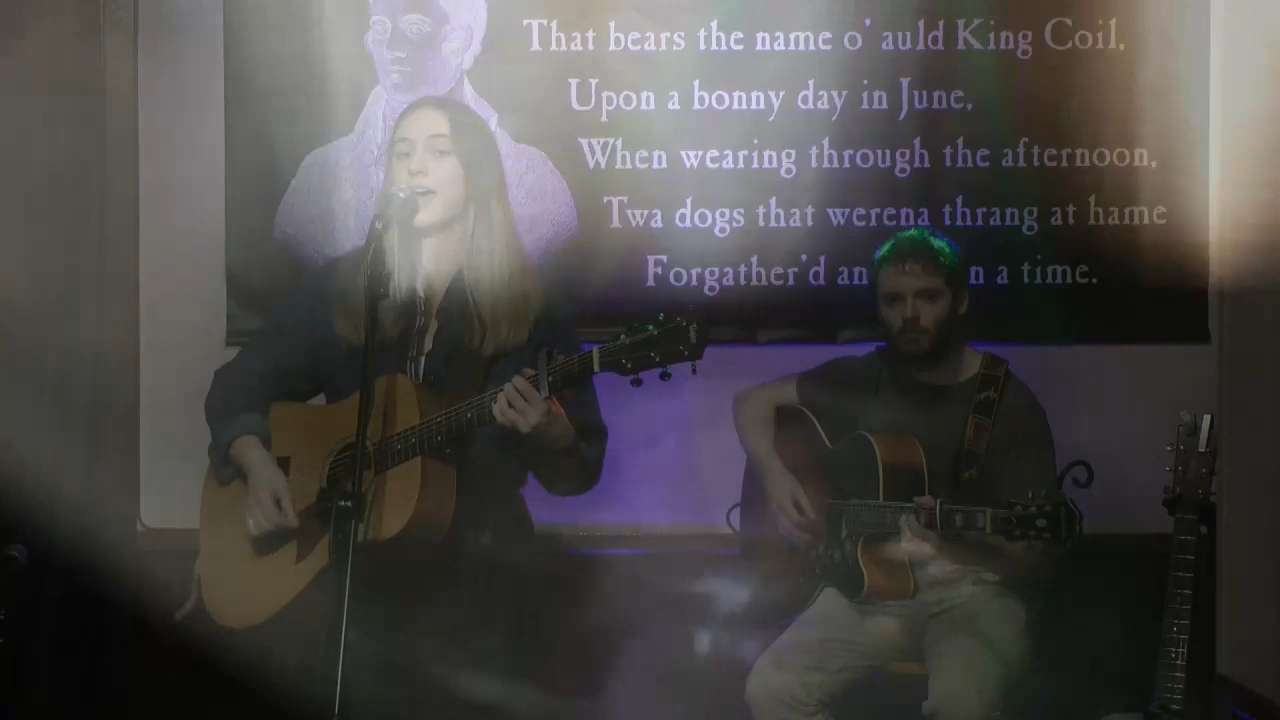 That bears the name o' auld King Coil,
Upon a bonny day in June,
When wearing through the afternoon,
Twa dogs that werena thrang at hame
Forgather'd an n a time.